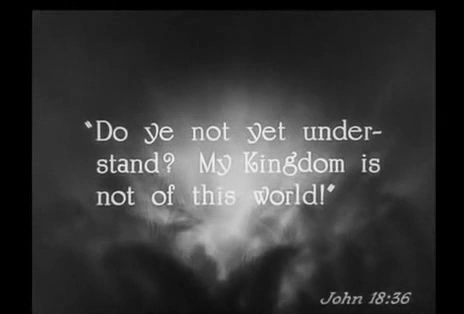 "Do ye not yet under-
stand? My Kingdom is
not of this world!"
John 18:36